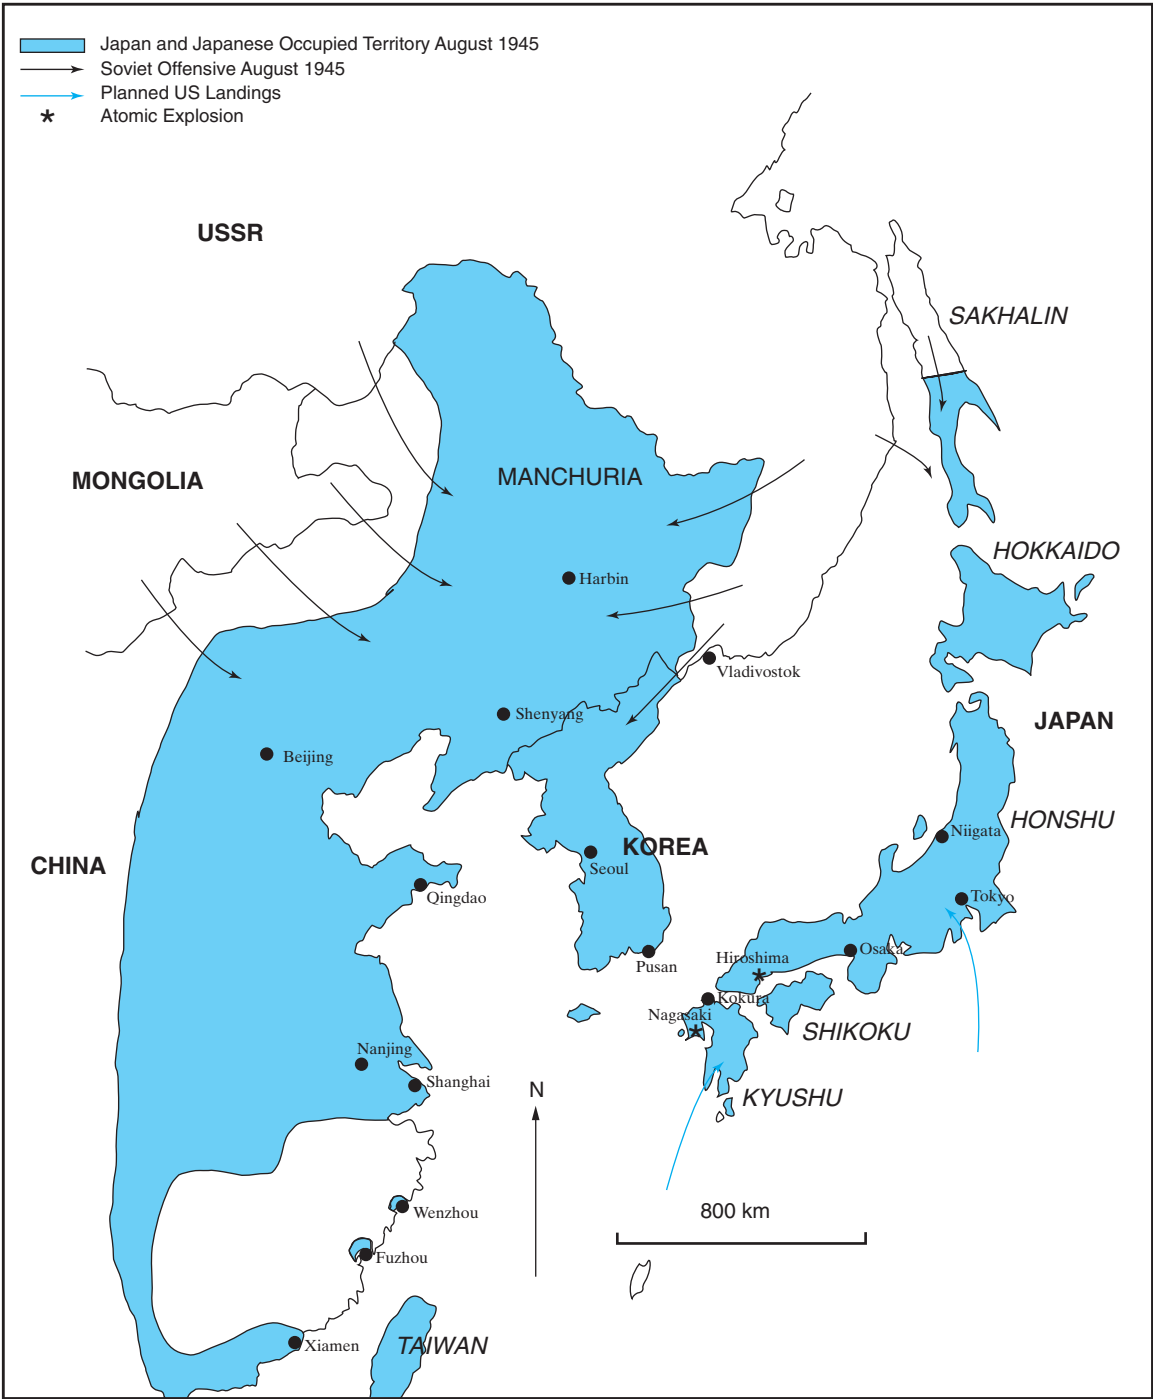 Japan and Japanese Occupied Territory August 1945
Soviet Offensive August 1945
Planned US Landings
* Atomic Explosion
USSR
SAKHALIN
MONGOLIA
MANCHURIA
HOKKAIDO
Harbin
Vladivostok
Shenyang
JAPAN
Beijing
HONSHU
Niigata
KOREA
CHINA
Seoul
Qingdao
Tokyo
Osaka
Hiroshima
Pusan
Kokura
Nagasaki
SHIKOKU
Nanjing
Shanghai
N
KYUSHU
Wenzhou
800 km
Fuzhou
Xiamen
TAIWAN